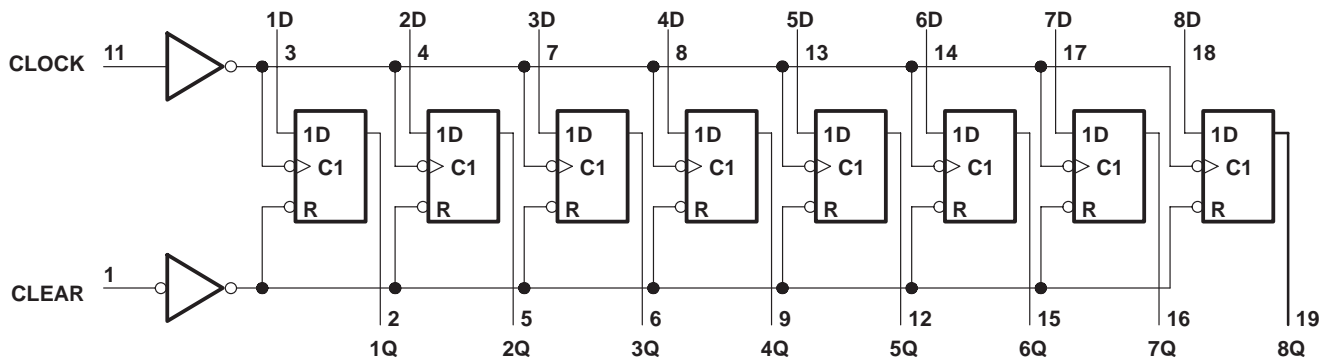 1D 2D 3D 4D 5D 6D 7D 8D
CLOCK 11 3 4 7 8 13 14 17 18
1D 1D 1D 1D 1D 1D 1D 1D
C1 C1 C1 C1 C1 C1 C1 C1
R R R R R R R R
CLEAR 1
2 5 6 9 12 15 16 19
1Q 2Q 3Q 4Q 5Q 6Q 7Q 8Q